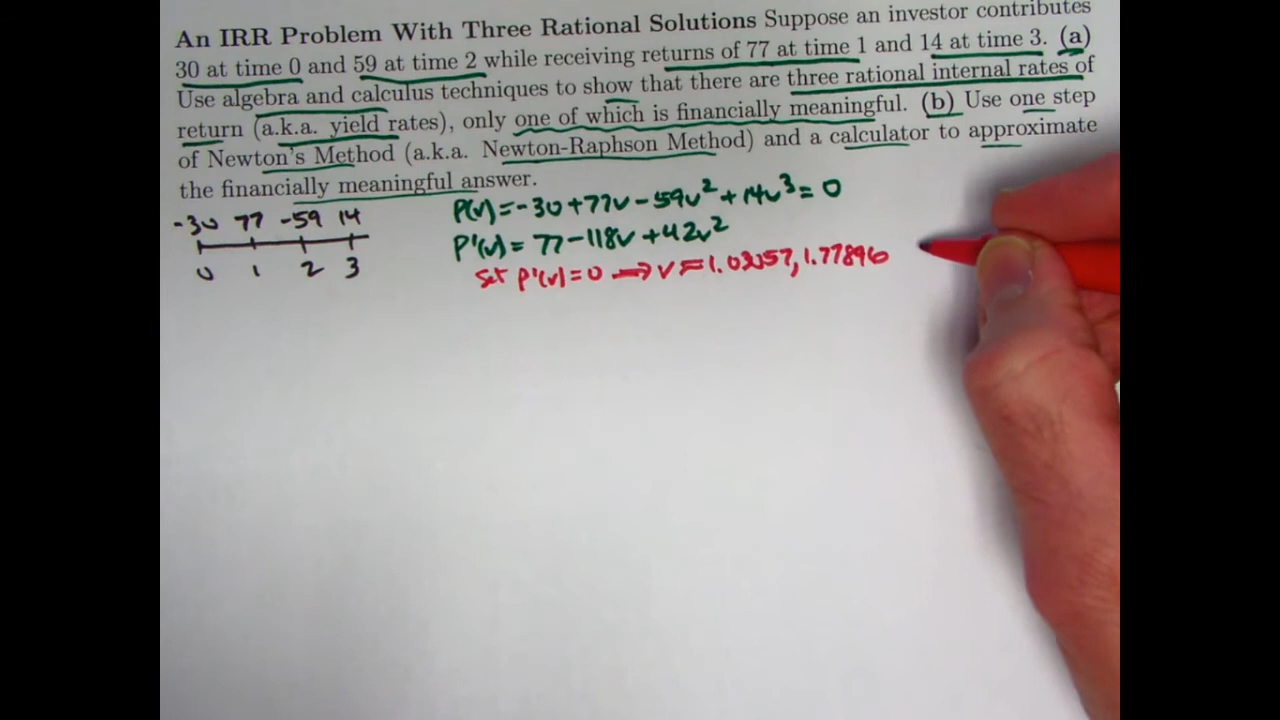 An IRR Problem With Three Rational Solutions Suppose an investor contributes
30 at time 0 and 59 at time 2 while receiving returns of 77 at time 1 and 14 at time 3. (a)
Use algebra and calculus techniques to show that there are three rational internal rates of
return (a.k.a. yield rates), only one of which is financially meaningful. (b) Use one step
of Newton's Method (a.k.a. Newton-Raphson Method) and a calculator to approximate
the financially meaningful answer.
-30 77 -59 14
0 1 2 3
P(v)=-30+77v-59v²+14v³=0
P'(v)=77-118v+42v²
Set P'(v)=0 → v≈1.03057, 1.77896